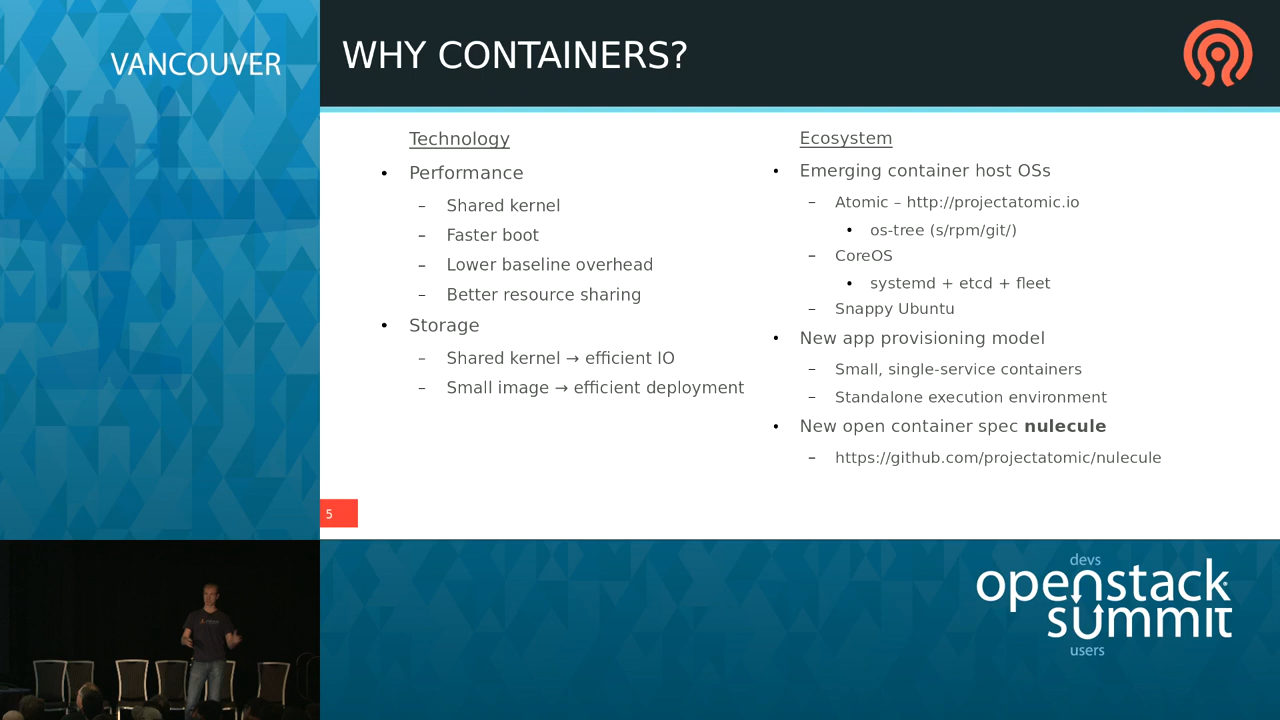 VANCOUVER
WHY CONTAINERS?
Technology
• Performance
– Shared kernel
– Faster boot
– Lower baseline overhead
– Better resource sharing
• Storage
– Shared kernel → efficient IO
– Small image → efficient deployment
Ecosystem
• Emerging container host OSs
– Atomic – http://projectatomic.io
• os-tree (s/rpm/git/)
– CoreOS
• systemd + etcd + fleet
– Snappy Ubuntu
• New app provisioning model
– Small, single-service containers
– Standalone execution environment
• New open container spec nulecule
– https://github.com/projectatomic/nulecule
5
devs
openstack
summit
users